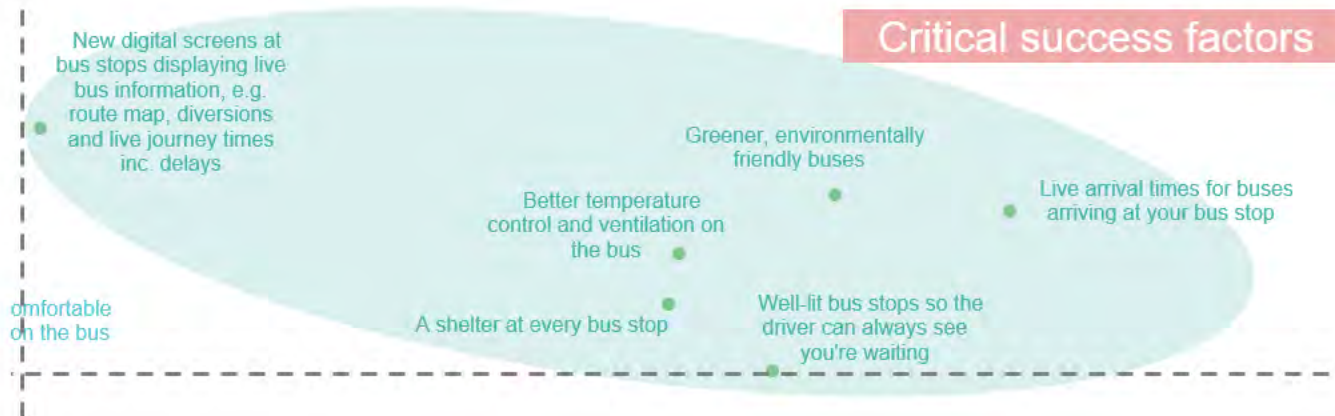 Critical success factors
New digital screens at
bus stops displaying live
bus information, e.g.
route map, diversions
and live journey times
inc. delays
Greener, environmentally
friendly buses
Live arrival times for buses
arriving at your bus stop
Better temperature
control and ventilation on
the bus
omfortable
on the bus
A shelter at every bus stop
Well-lit bus stops so the
driver can always see
you're waiting